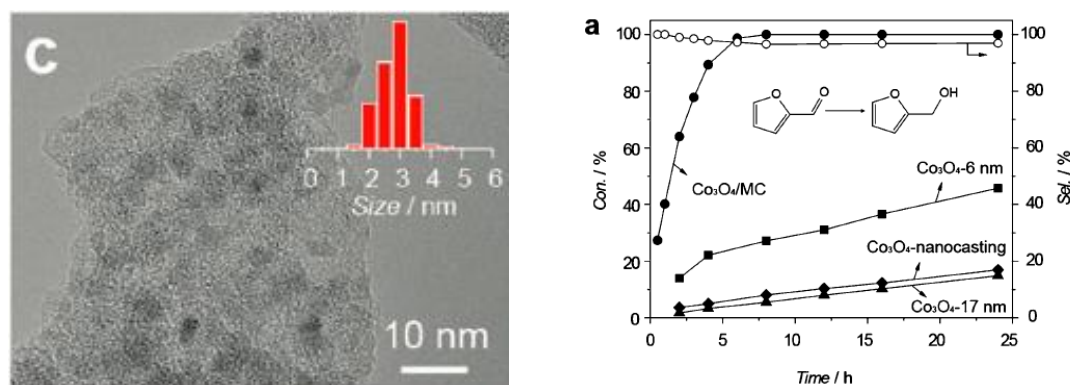 c
0 1 2 3 4 5 6
Size / nm
10 nm
a
100
80
60
40
20
0
Con. / %
100
80
60
40
20
0
Sel. / %
O
O
O
OH
Co₃O₄/MC
Co₃O₄-6 nm
Co₃O₄-nanocasting
Co₃O₄-17 nm
0 5 10 15 20 25
Time / h